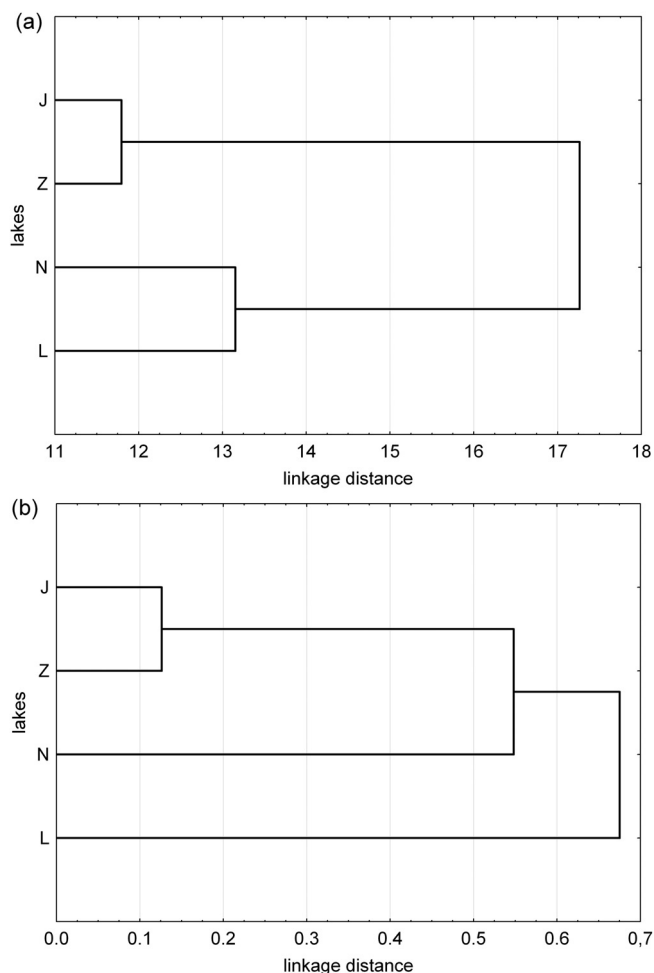 (a)
J
Z
lakes
N
L
11 12 13 14 15 16 17 18
linkage distance
(b)
J
Z
lakes
N
L
0.0 0.1 0.2 0.3 0.4 0.5 0.6 0,7
linkage distance